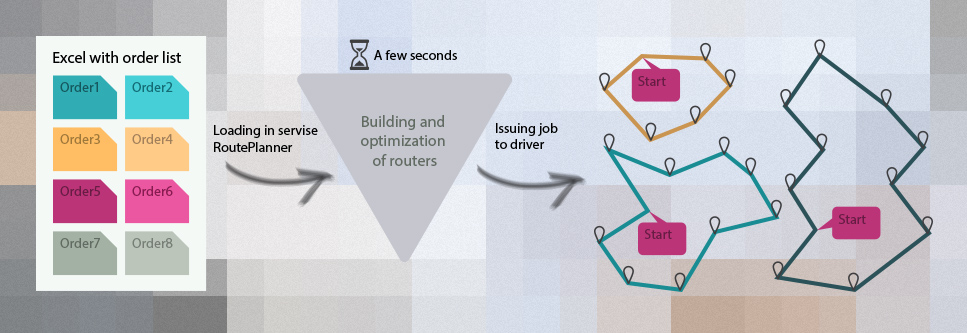 Excel with order list
Order1
Order2
Order3
Order4
Order5
Order6
Order7
Order8
Loading in servise
RoutePlanner
A few seconds
Building and
optimization
of routers
Issuing job
to driver
Start
Start
Start